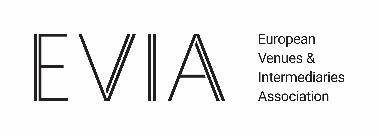 EVIA
European
Venues &
Intermediaries
Association